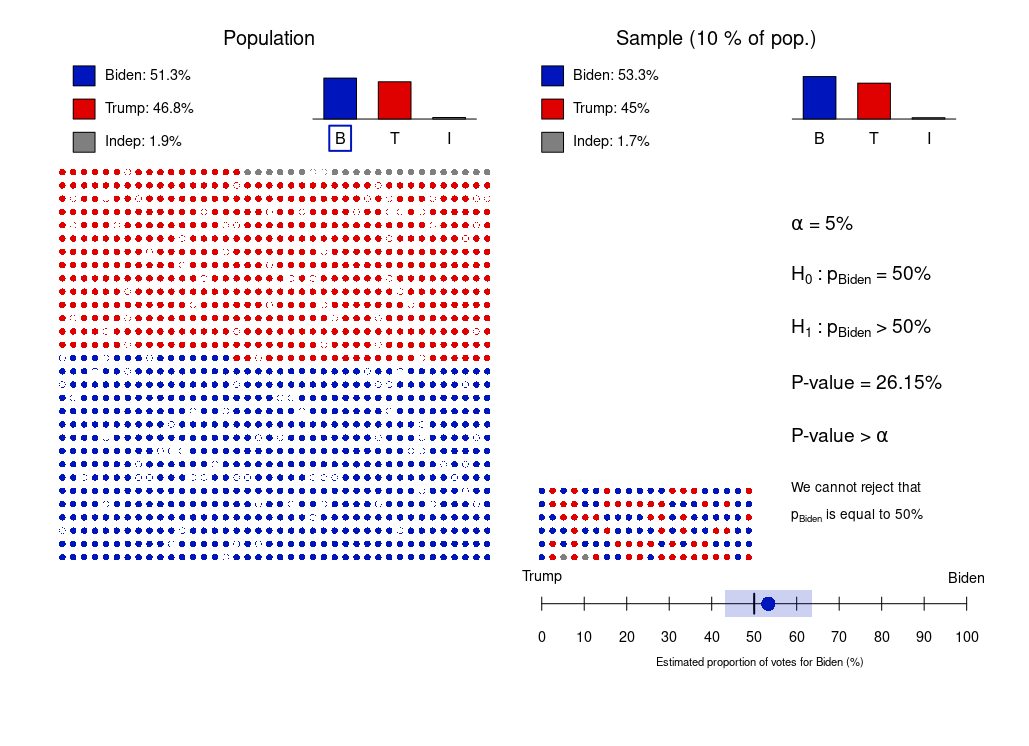 Population
Biden: 51.3%
Trump: 46.8%
Indep: 1.9%
B T I
Sample (10 % of pop.)
Biden: 53.3%
Trump: 45%
Indep: 1.7%
B T I
α = 5%
H0 : pBiden = 50%
H1 : pBiden > 50%
P-value = 26.15%
P-value > α
We cannot reject that
pBiden is equal to 50%
Trump Biden
0 10 20 30 40 50 60 70 80 90 100
Estimated proportion of votes for Biden (%)